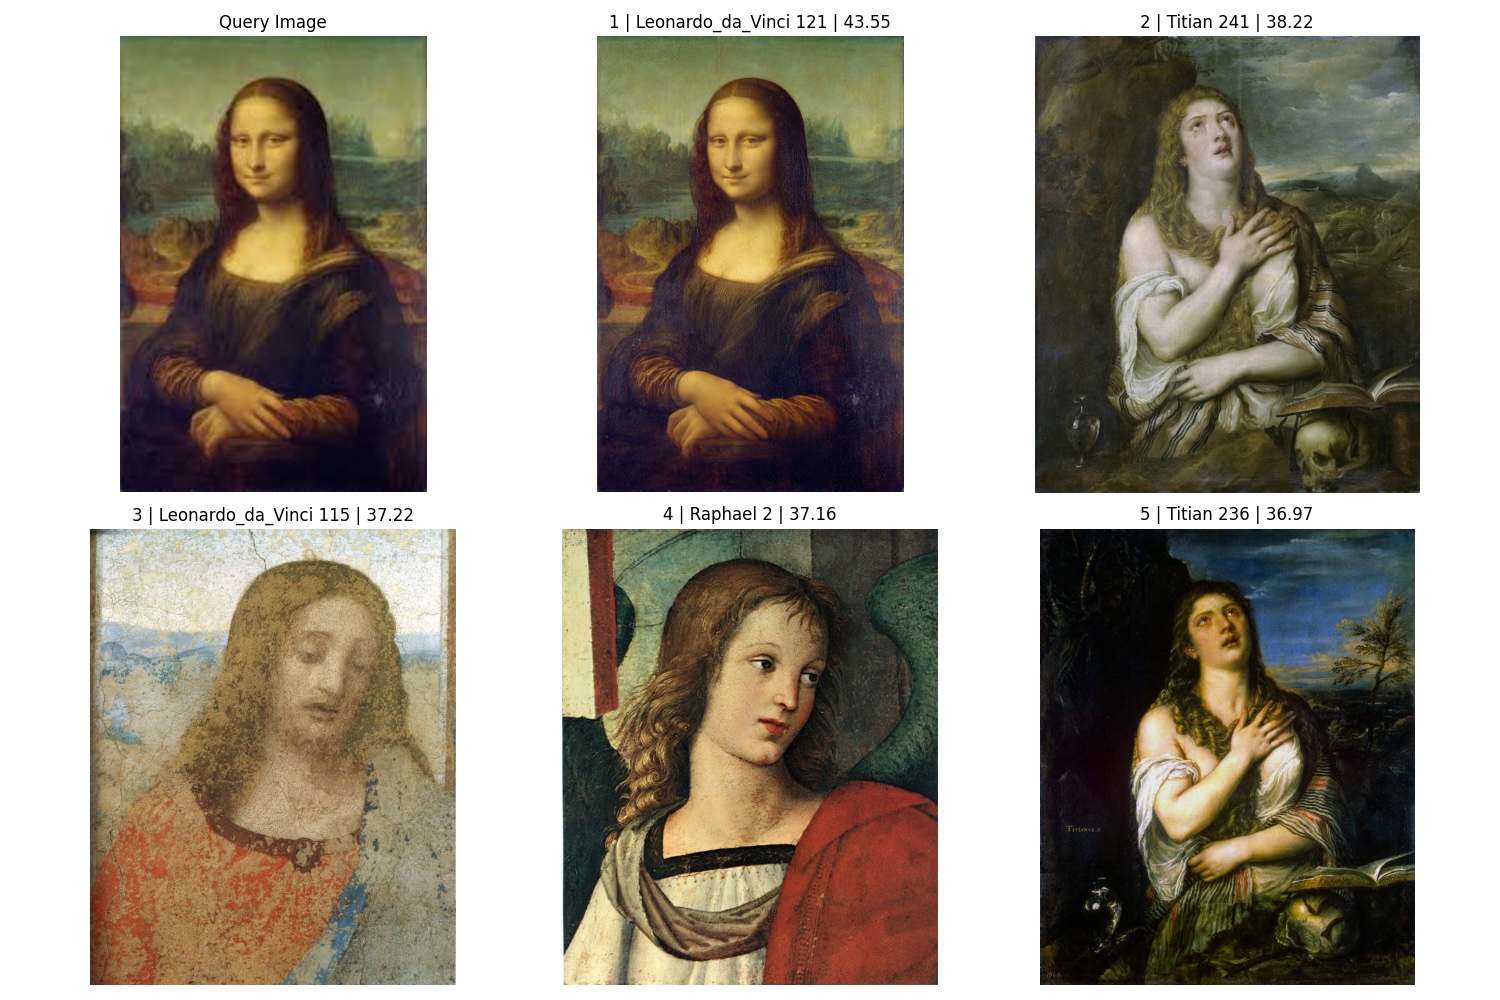 Query Image
1 | Leonardo_da_Vinci 121 | 43.55
2 | Titian 241 | 38.22
3 | Leonardo_da_Vinci 115 | 37.22
4 | Raphael 2 | 37.16
5 | Titian 236 | 36.97